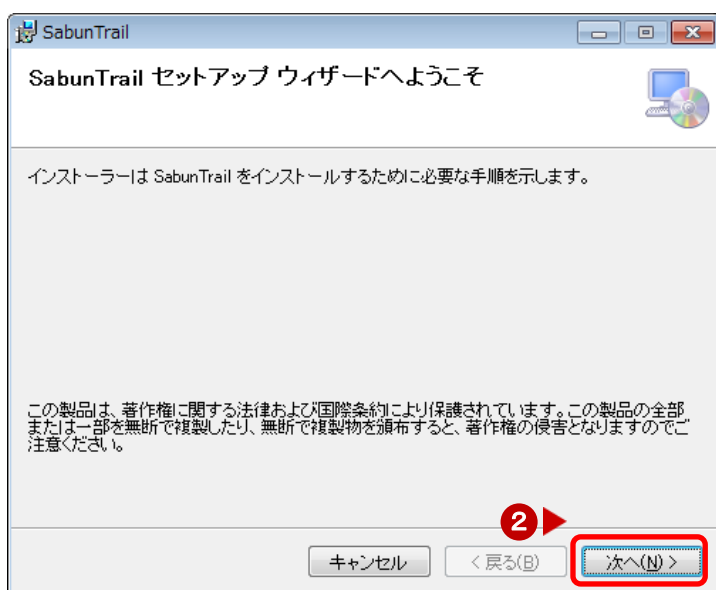 SabunTrail
SabunTrail セットアップ ウィザードへようこそ
インストーラーは SabunTrail をインストールするために必要な手順を示します。
この製品は、著作権に関する法律および国際条約により保護されています。この製品の全部
または一部を無断で複製したり、無断で複製物を頒布すると、著作権の侵害となりますのでご
注意ください。
2
キャンセル
< 戻る(B)
次へ(N) >